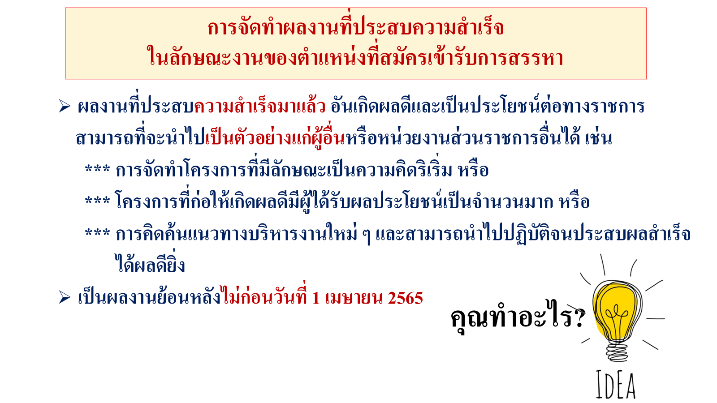 การจัดทำผลงานที่ประสบความสำเร็จ
ในลักษณะงานของตำแหน่งที่สมัครเข้ารับการสรรหา
➢ ผลงานที่ประสบความสำเร็จมาแล้ว อันเกิดผลดีและเป็นประโยชน์ต่อทางราชการ
สามารถที่จะนำไปเป็นตัวอย่างแก่ผู้อื่นหรือหน่วยงานส่วนราชการอื่นได้ เช่น
*** การจัดทำโครงการที่มีลักษณะเป็นความคิดริเริ่ม หรือ
*** โครงการที่ก่อให้เกิดผลดีมีผู้ได้รับผลประโยชน์เป็นจำนวนมาก หรือ
*** การคิดค้นแนวทางบริหารงานใหม่ ๆ และสามารถนำไปปฏิบัติจนประสบผลสำเร็จ
ได้ผลดียิ่ง
➢ เป็นผลงานย้อนหลังไม่ก่อนวันที่ 1 เมษายน 2565
คุณทำอะไร?
IDEA